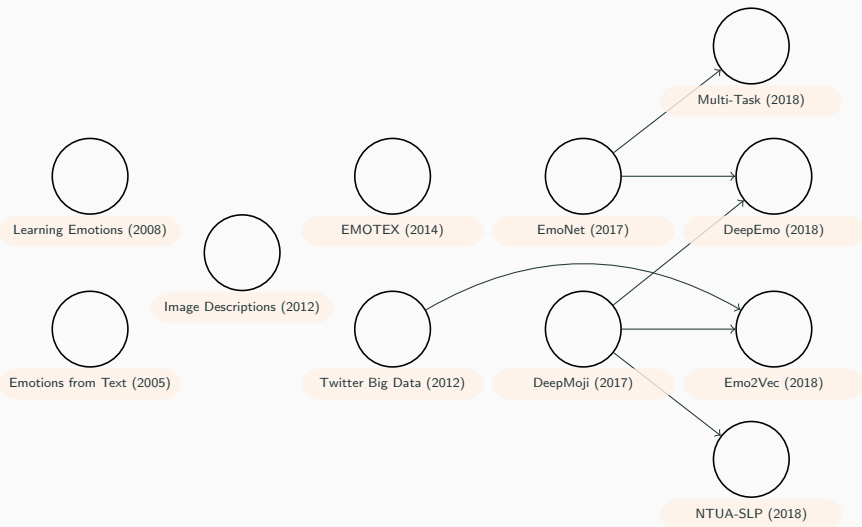 Multi-Task (2018)
Learning Emotions (2008)
EMOTEX (2014)
EmoNet (2017)
DeepEmo (2018)
Image Descriptions (2012)
Emotions from Text (2005)
Twitter Big Data (2012)
DeepMoji (2017)
Emo2Vec (2018)
NTUA-SLP (2018)